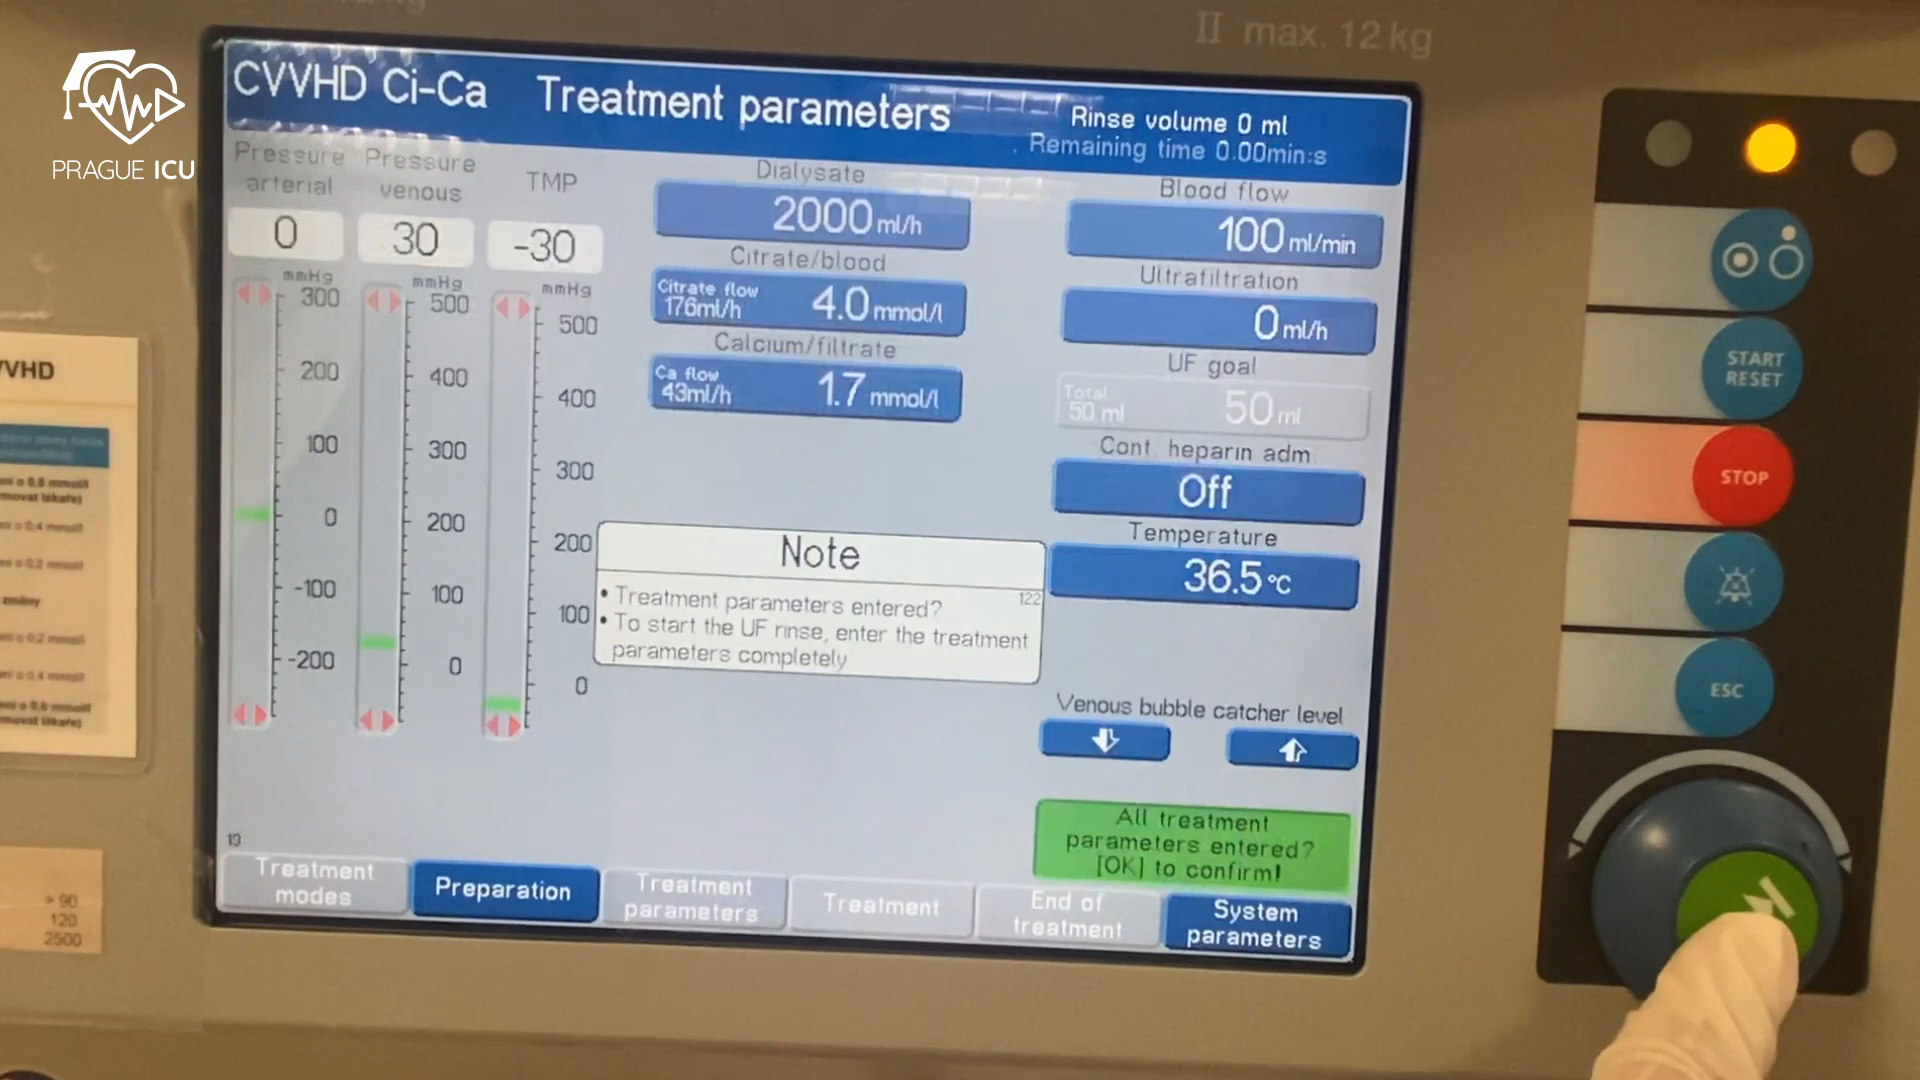 II max. 12 kg
PRAGUE ICU
CVVHD Ci-Ca
Treatment parameters
Rinse volume 0 ml
Remaining time 0.00min:s
Pressure
arterial
0
mmHg
300
200
100
0
-100
-200
Pressure
venous
30
mmHg
500
400
300
200
100
0
TMP
-30
mmHg
500
400
300
200
100
0
Dialysate
2000 ml/h
Citrate/blood
Citrate flow
176ml/h
4.0 mmol/l
Calcium/filtrate
Ca flow
43ml/h
1.7 mmol/l
Blood flow
100 ml/min
Ultrafiltration
0 ml/h
UF goal
Total
50 ml
50 ml
Cont. heparin adm
Off
Temperature
36.5 °C
Note
122
• Treatment parameters entered?
• To start the UF rinse, enter the treatment
parameters completely
Venous bubble catcher level
All treatment
parameters entered?
[OK] to confirm!
19
Treatment
modes
Preparation
Treatment
parameters
Treatment
End of
treatment
System
parameters
START
RESET
STOP
ESC
VVHD
> 90
120
2500